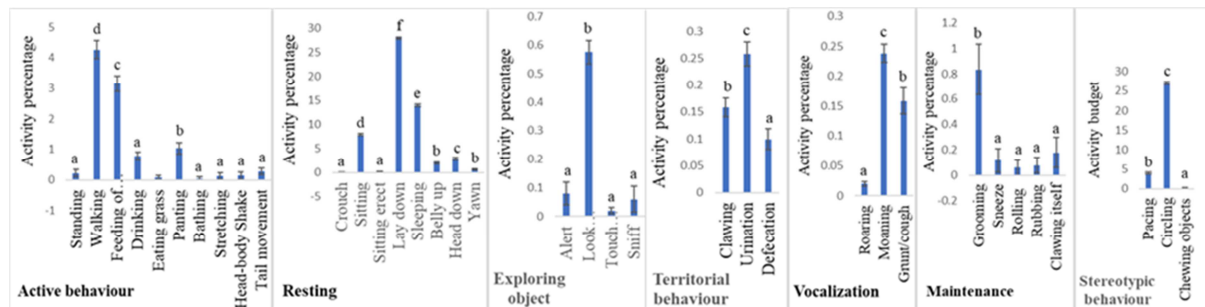 Activity percentage
5
4
3
2
1
0
-1
a
d
c
a
b
a
a
a
a
Standing
Walking
Feeding of...
Drinking
Eating grass
Panting
Bathing
Stretching
Head-body Shake
Tail movement
Active behaviour
Activity percentage
30
25
20
15
10
5
0
-5
a
d
a
f
e
b
c
b
Crouch
Sitting
Sitting erect
Lay down
Sleeping
Belly up
Head down
Yawn
Resting
Activity percentage
0.7
0.6
0.5
0.4
0.3
0.2
0.1
0
a
b
a
a
Alert
Look..
Touch.
Sniff
Exploring
object
Activity percentage
0.3
0.25
0.2
0.15
0.1
0.05
0
b
c
a
Clawing
Urination
Defecation
Territorial
behaviour
Activity percentage
0.3
0.25
0.2
0.15
0.1
0.05
0
a
c
b
Roaring
Moaning
Grunt/cough
Vocalization
Activity percentage
1.2
1
0.8
0.6
0.4
0.2
0
-0.2
b
a
a
a
a
Grooming
Sneeze
Rolling
Rubbing
Clawing itself
Maintenance
Activity budget
30
25
20
15
10
5
0
b
c
a
Pacing
Circling
Chewing objects
Stereotypic
behaviour